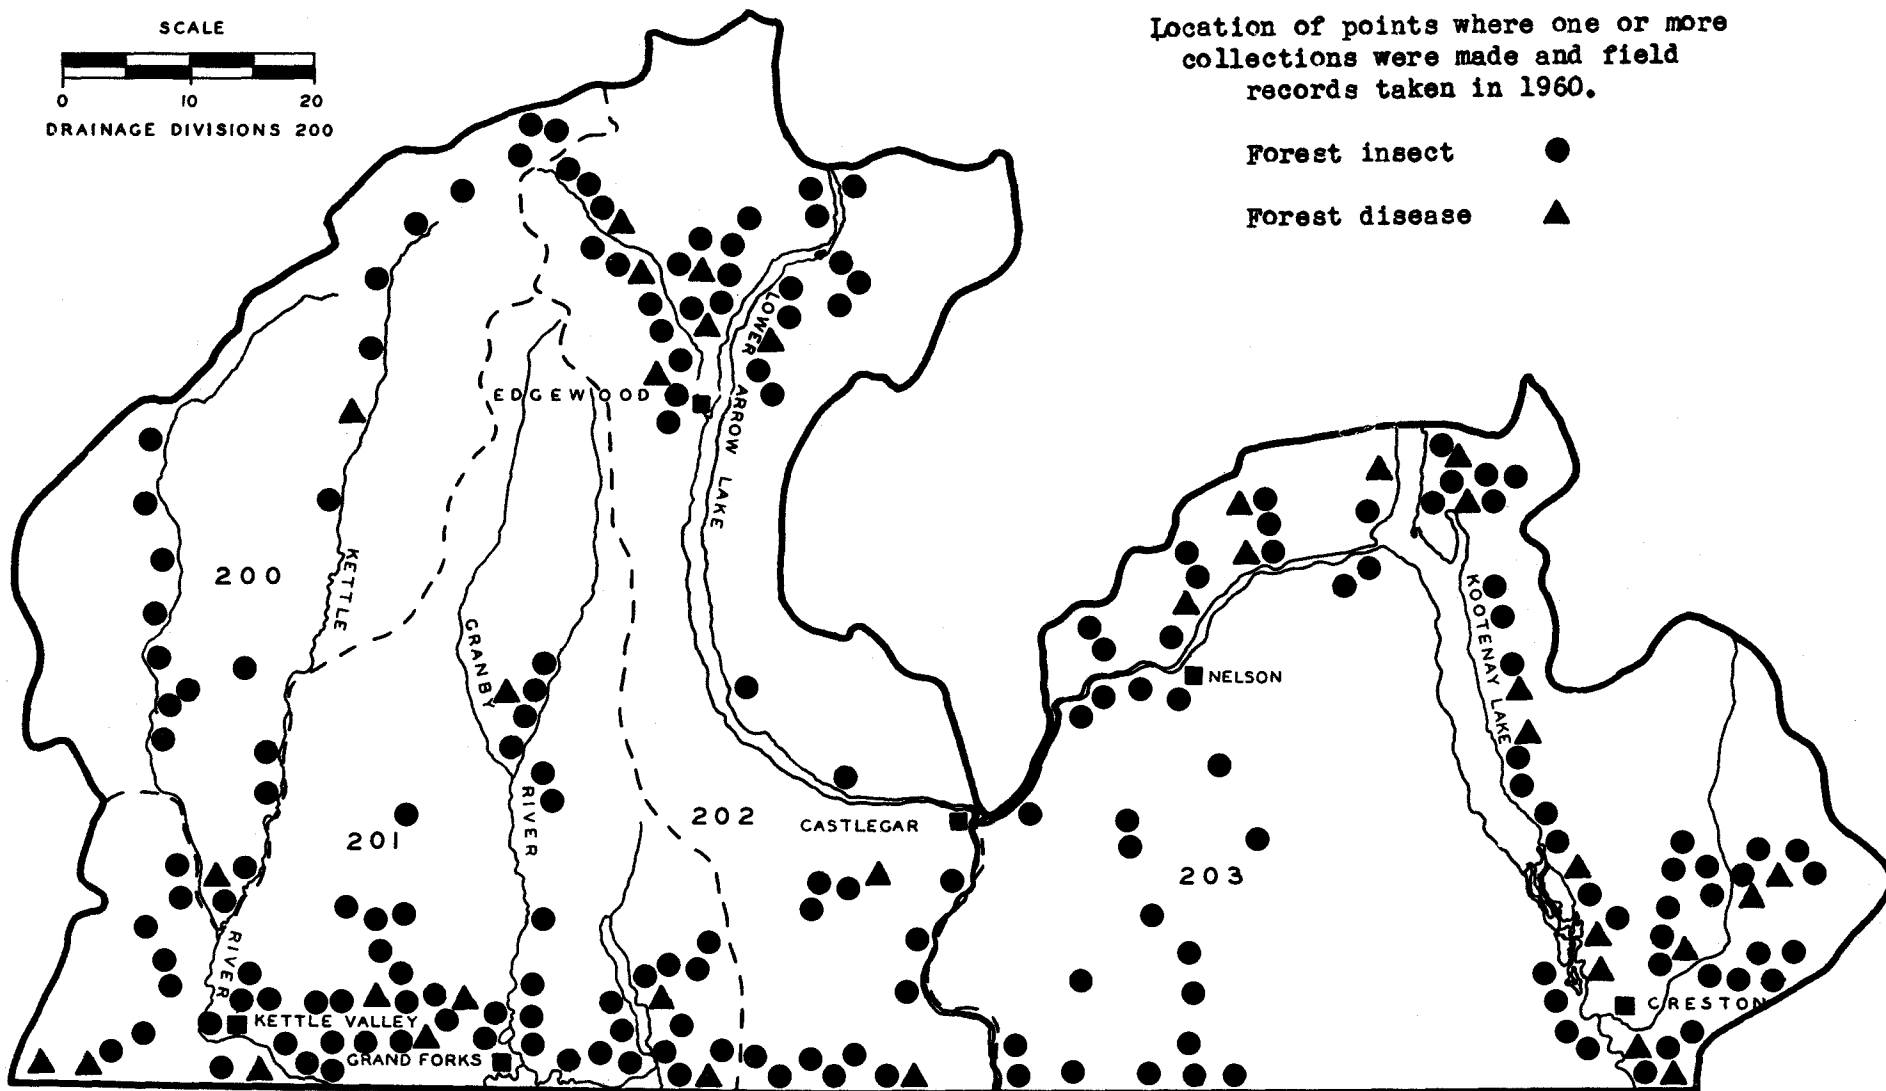 SCALE
0 10 20
DRAINAGE DIVISIONS 200
Location of points where one or more
collections were made and field
records taken in 1960.
Forest insect
Forest disease
LOWER
ARROW
LAKE
EDGEWOOD
200
KETTLE
GRANBY
KOOTENAY LAKE
NELSON
RIVER
201
202
CASTLEGAR
203
RIVER
CRESTON
KETTLE VALLEY
GRAND FORKS